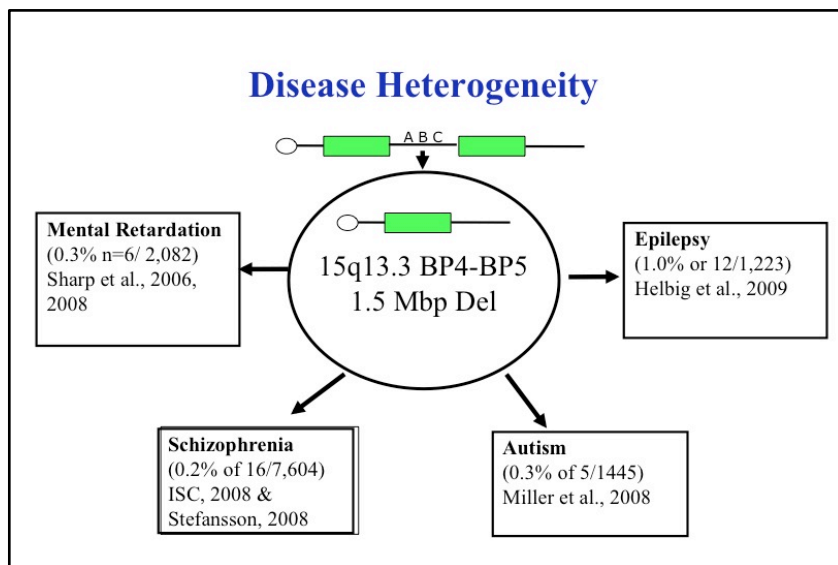 Disease Heterogeneity
A B C
15q13.3 BP4-BP5
1.5 Mbp Del
Mental Retardation
(0.3% n=6/ 2,082)
Sharp et al., 2006,
2008
Epilepsy
(1.0% or 12/1,223)
Helbig et al., 2009
Schizophrenia
(0.2% of 16/7,604)
ISC, 2008 &
Stefansson, 2008
Autism
(0.3% of 5/1445)
Miller et al., 2008